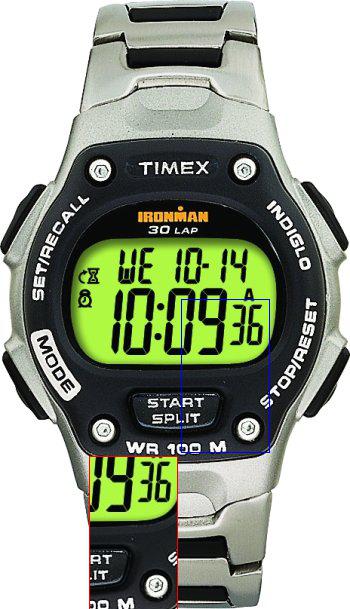 TIMEX
IRONMAN
30 LAP
SET/RECALL
INDIGLO
WE 10-14
A
10:09 36
MODE
STOP/RESET
START
SPLIT
WR 100 M
19 36
RT
LIT
00 M